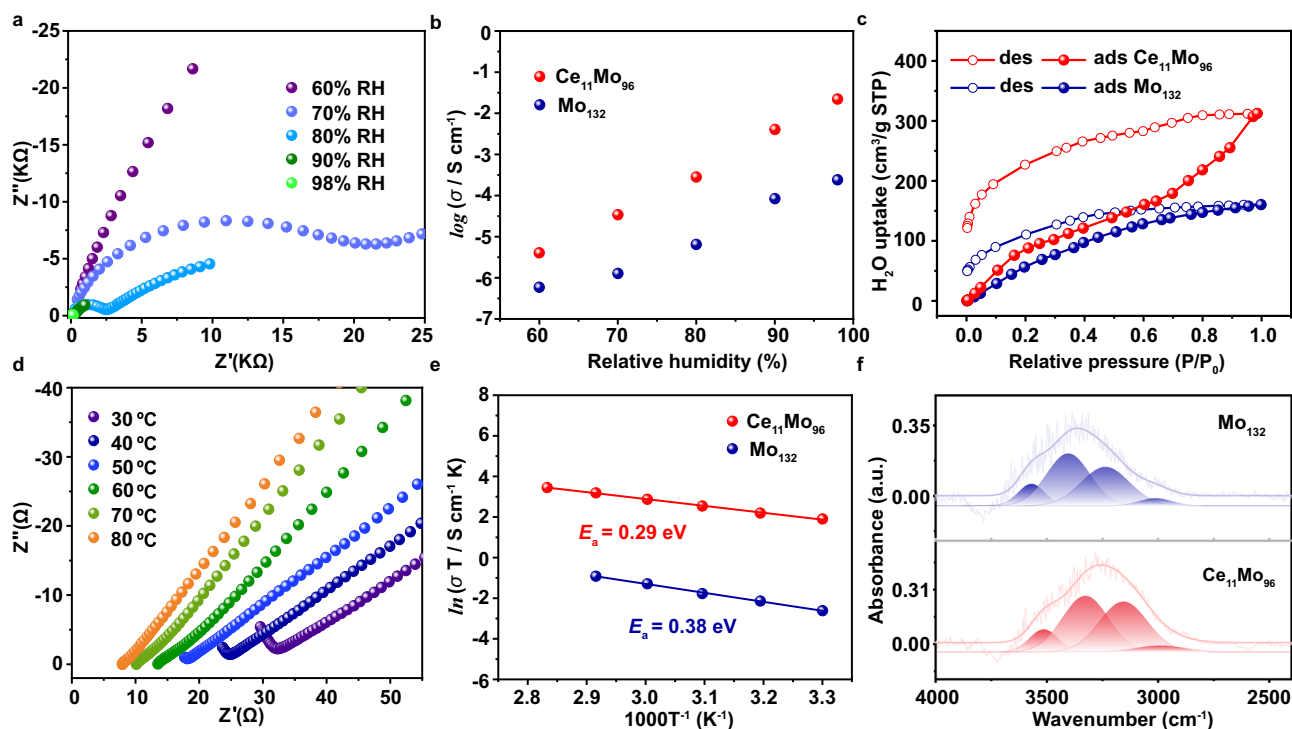 a
-25
-20
-15
-10
-5
0
Z''(KΩ)
60% RH
70% RH
80% RH
90% RH
98% RH
0 5 10 15 20 25
Z'(KΩ)
b
0
-1
-2
-3
-4
-5
-6
-7
log (σ / S cm⁻¹)
Ce₁₁Mo₉₆
Mo₁₃₂
60 70 80 90 100
Relative humidity (%)
c
400
300
200
100
0
H₂O uptake (cm³/g STP)
des ads Ce₁₁Mo₉₆
des ads Mo₁₃₂
0.0 0.2 0.4 0.6 0.8 1.0
Relative pressure (P/P₀)
d
-40
-30
-20
-10
0
Z''(Ω)
30 ºC
40 ºC
50 ºC
60 ºC
70 ºC
80 ºC
0 10 20 30 40 50
Z'(Ω)
e
8
6
4
2
0
-2
-4
-6
ln (σ T / S cm⁻¹ K)
Ce₁₁Mo₉₆
Mo₁₃₂
Eₐ = 0.29 eV
Eₐ = 0.38 eV
2.8 2.9 3.0 3.1 3.2 3.3
1000T⁻¹ (K⁻¹)
f
Absorbance (a.u.)
0.35
0.00
Mo₁₃₂
0.31
0.00
Ce₁₁Mo₉₆
4000 3500 3000 2500
Wavenumber (cm⁻¹)